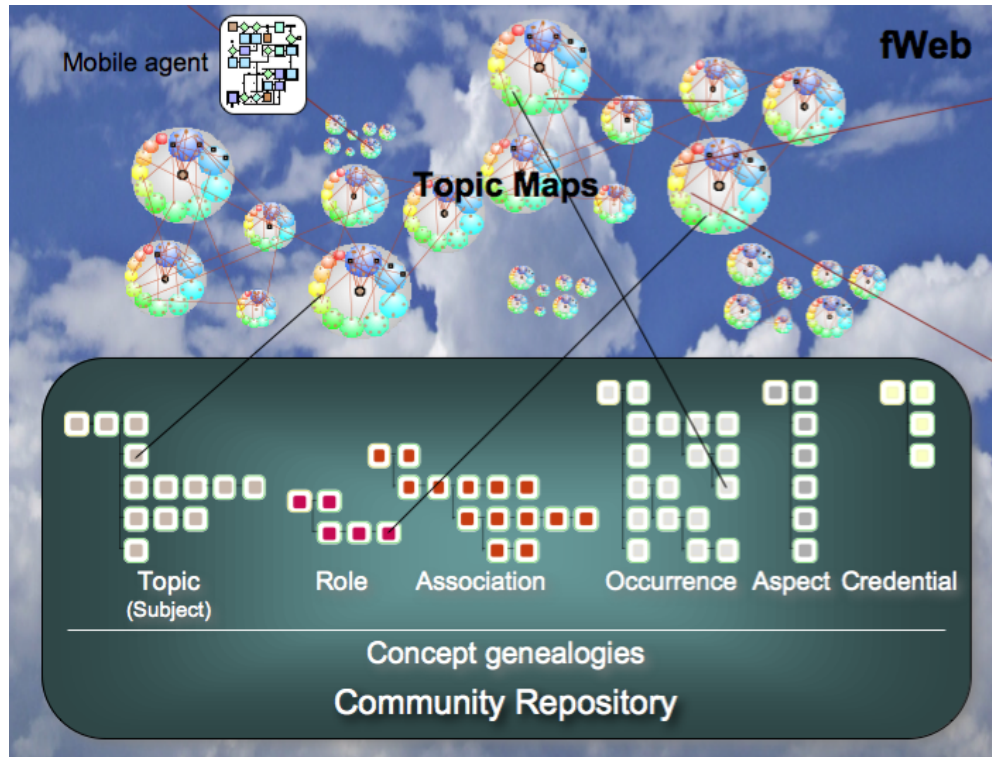 fWeb
Mobile agent
Topic Maps
Topic
(Subject)
Role
Association
Occurrence
Aspect
Credential
Concept genealogies
Community Repository